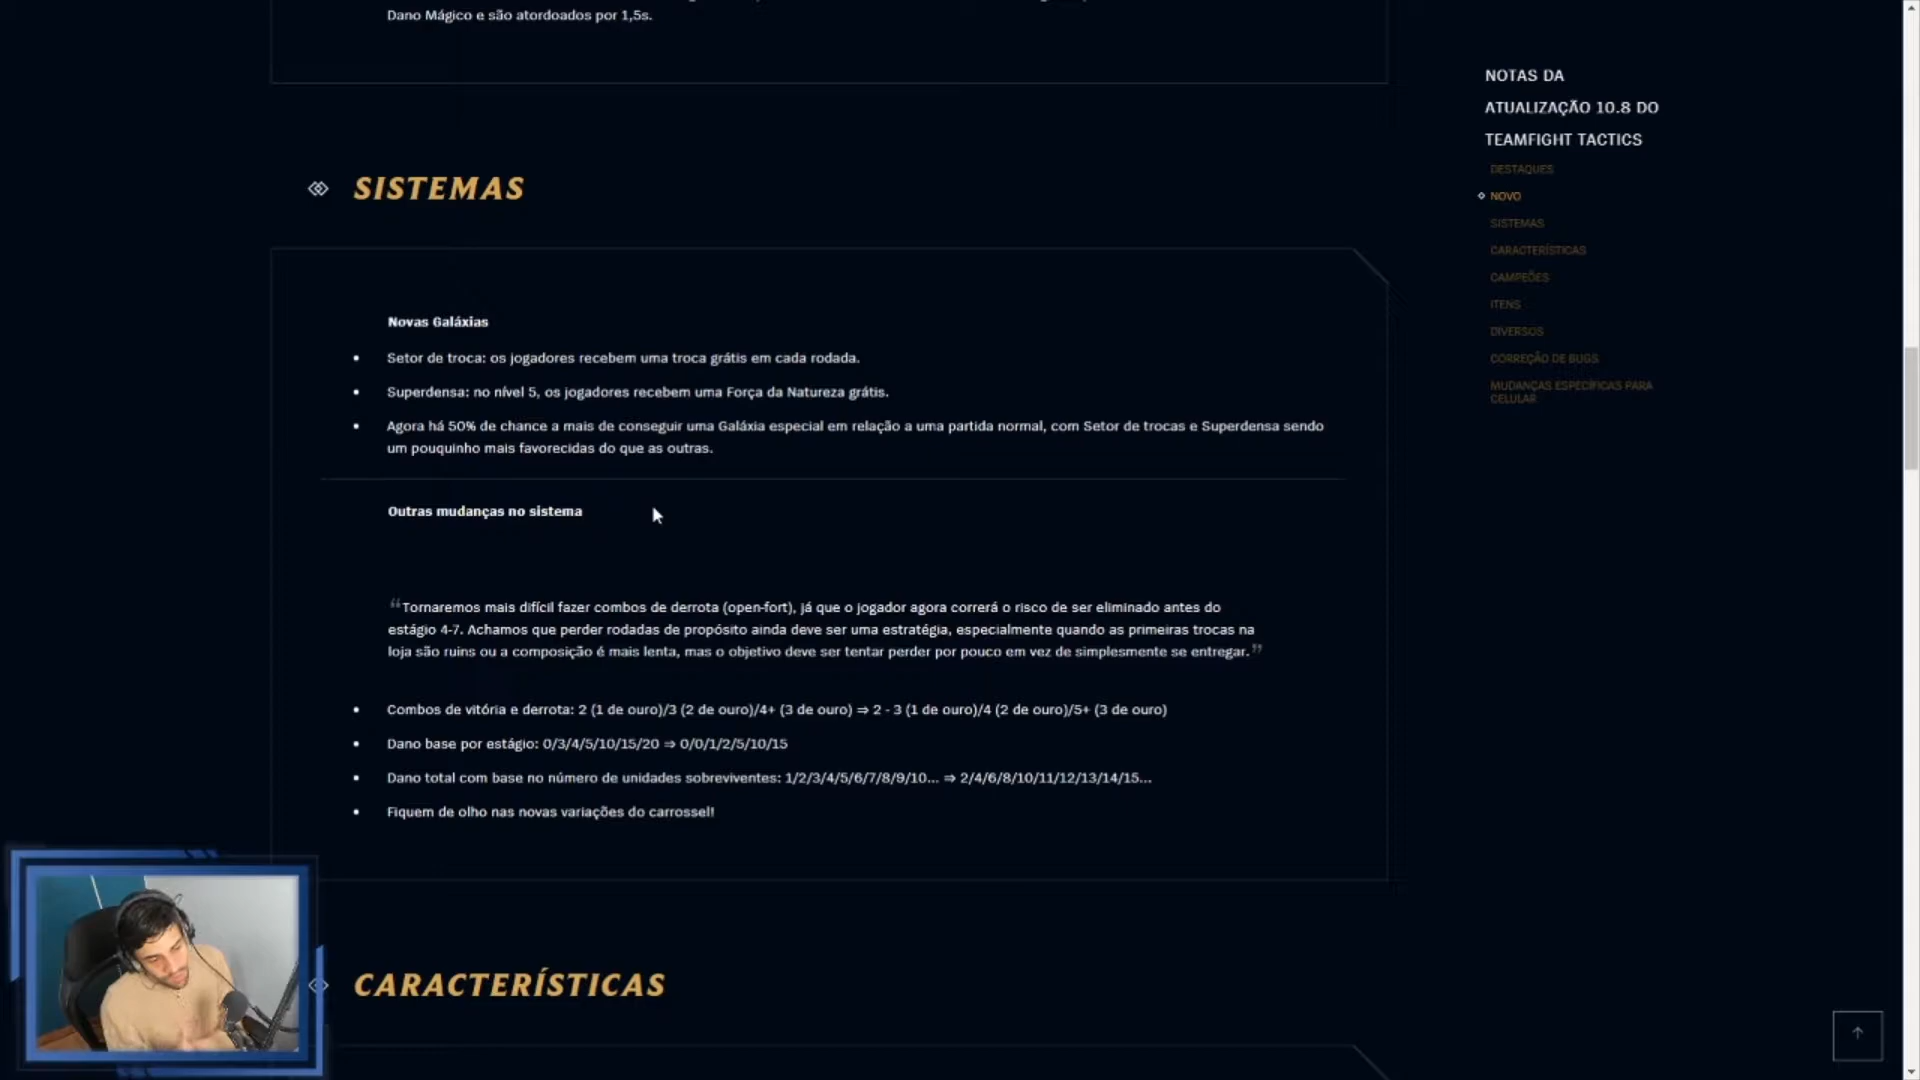 Dano Mágico e são atordoados por 1,5s.
SISTEMAS
Novas Galáxias
Setor de troca: os jogadores recebem uma troca grátis em cada rodada.
Superdensa: no nível 5, os jogadores recebem uma Força da Natureza grátis.
Agora há 50% de chance a mais de conseguir uma Galáxia especial em relação a uma partida normal, com Setor de trocas e Superdensa sendo
um pouquinho mais favorecidas do que as outras.
Outras mudanças no sistema
“Tornaremos mais difícil fazer combos de derrota (open-fort), já que o jogador agora correrá o risco de ser eliminado antes do
estágio 4-7. Achamos que perder rodadas de propósito ainda deve ser uma estratégia, especialmente quando as primeiras trocas na
loja são ruins ou a composição é mais lenta, mas o objetivo deve ser tentar perder por pouco em vez de simplesmente se entregar.”
Combos de vitória e derrota: 2 (1 de ouro)/3 (2 de ouro)/4+ (3 de ouro) ⇒ 2 - 3 (1 de ouro)/4 (2 de ouro)/5+ (3 de ouro)
Dano base por estágio: 0/3/4/5/10/15/20 ⇒ 0/0/1/2/5/10/15
Dano total com base no número de unidades sobreviventes: 1/2/3/4/5/6/7/8/9/10... ⇒ 2/4/6/8/10/11/12/13/14/15...
Fiquem de olho nas novas variações do carrossel!
CARACTERÍSTICAS
NOTAS DA
ATUALIZAÇÃO 10.8 DO
TEAMFIGHT TACTICS
DESTAQUES
NOVO
SISTEMAS
CARACTERÍSTICAS
CAMPEÕES
ITENS
DIVERSOS
CORREÇÃO DE BUGS
MUDANÇAS ESPECÍFICAS PARA
CELULAR